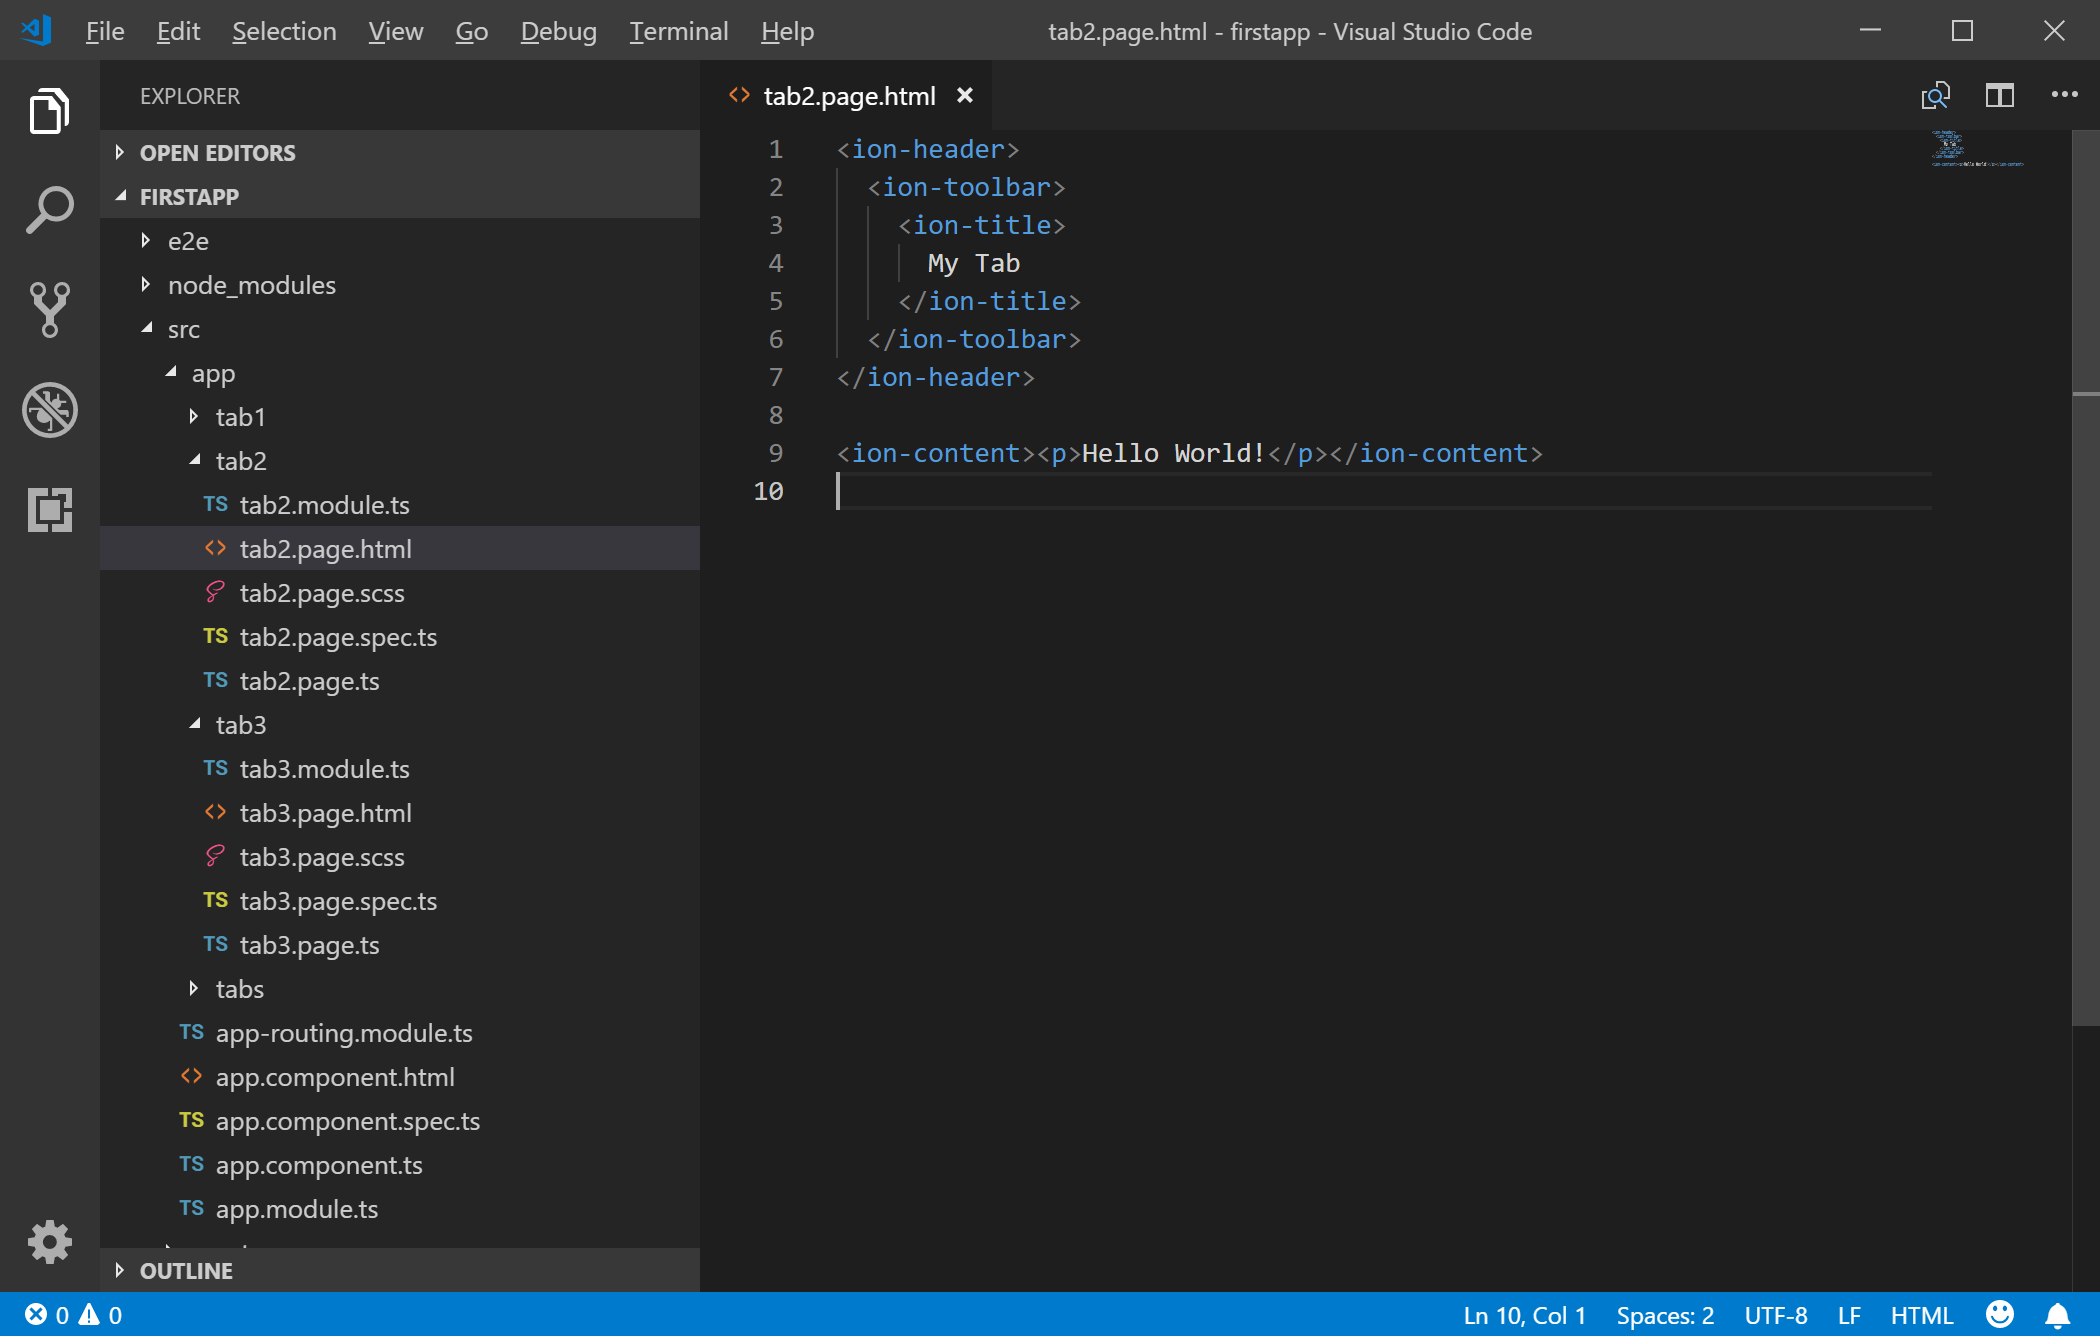 File Edit Selection View Go Debug Terminal Help tab2.page.html - firstapp - Visual Studio Code
EXPLORER
OPEN EDITORS
FIRSTAPP
e2e
node_modules
src
app
tab1
tab2
TS tab2.module.ts
<> tab2.page.html
tab2.page.scss
TS tab2.page.spec.ts
TS tab2.page.ts
tab3
TS tab3.module.ts
<> tab3.page.html
tab3.page.scss
TS tab3.page.spec.ts
TS tab3.page.ts
tabs
TS app-routing.module.ts
<> app.component.html
TS app.component.spec.ts
TS app.component.ts
TS app.module.ts
OUTLINE
<> tab2.page.html
1 <ion-header>
2   <ion-toolbar>
3     <ion-title>
4       My Tab
5     </ion-title>
6   </ion-toolbar>
7 </ion-header>
8
9 <ion-content><p>Hello World!</p></ion-content>
10
0 0 Ln 10, Col 1 Spaces: 2 UTF-8 LF HTML